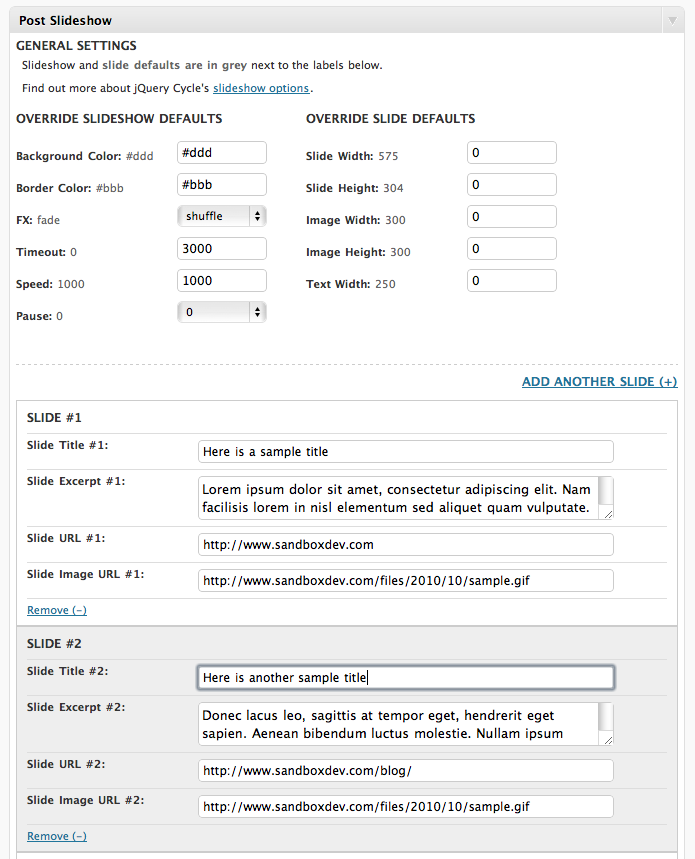 Post Slideshow
GENERAL SETTINGS
Slideshow and slide defaults are in grey next to the labels below.
Find out more about jQuery Cycle's slideshow options.
OVERRIDE SLIDESHOW DEFAULTS
Background Color: #ddd #ddd
Border Color: #bbb #bbb
FX: fade shuffle
Timeout: 0 3000
Speed: 1000 1000
Pause: 0 0
OVERRIDE SLIDE DEFAULTS
Slide Width: 575 0
Slide Height: 304 0
Image Width: 300 0
Image Height: 300 0
Text Width: 250 0
ADD ANOTHER SLIDE (+)
SLIDE #1
Slide Title #1: Here is a sample title
Slide Excerpt #1: Lorem ipsum dolor sit amet, consectetur adipiscing elit. Nam
facilisis lorem in nisl elementum sed aliquet quam vulputate.
Slide URL #1: http://www.sandboxdev.com
Slide Image URL #1: http://www.sandboxdev.com/files/2010/10/sample.gif
Remove (-)
SLIDE #2
Slide Title #2: Here is another sample title
Slide Excerpt #2: Donec lacus leo, sagittis at tempor eget, hendrerit eget
sapien. Aenean bibendum luctus molestie. Nullam ipsum
Slide URL #2: http://www.sandboxdev.com/blog/
Slide Image URL #2: http://www.sandboxdev.com/files/2010/10/sample.gif
Remove (-)